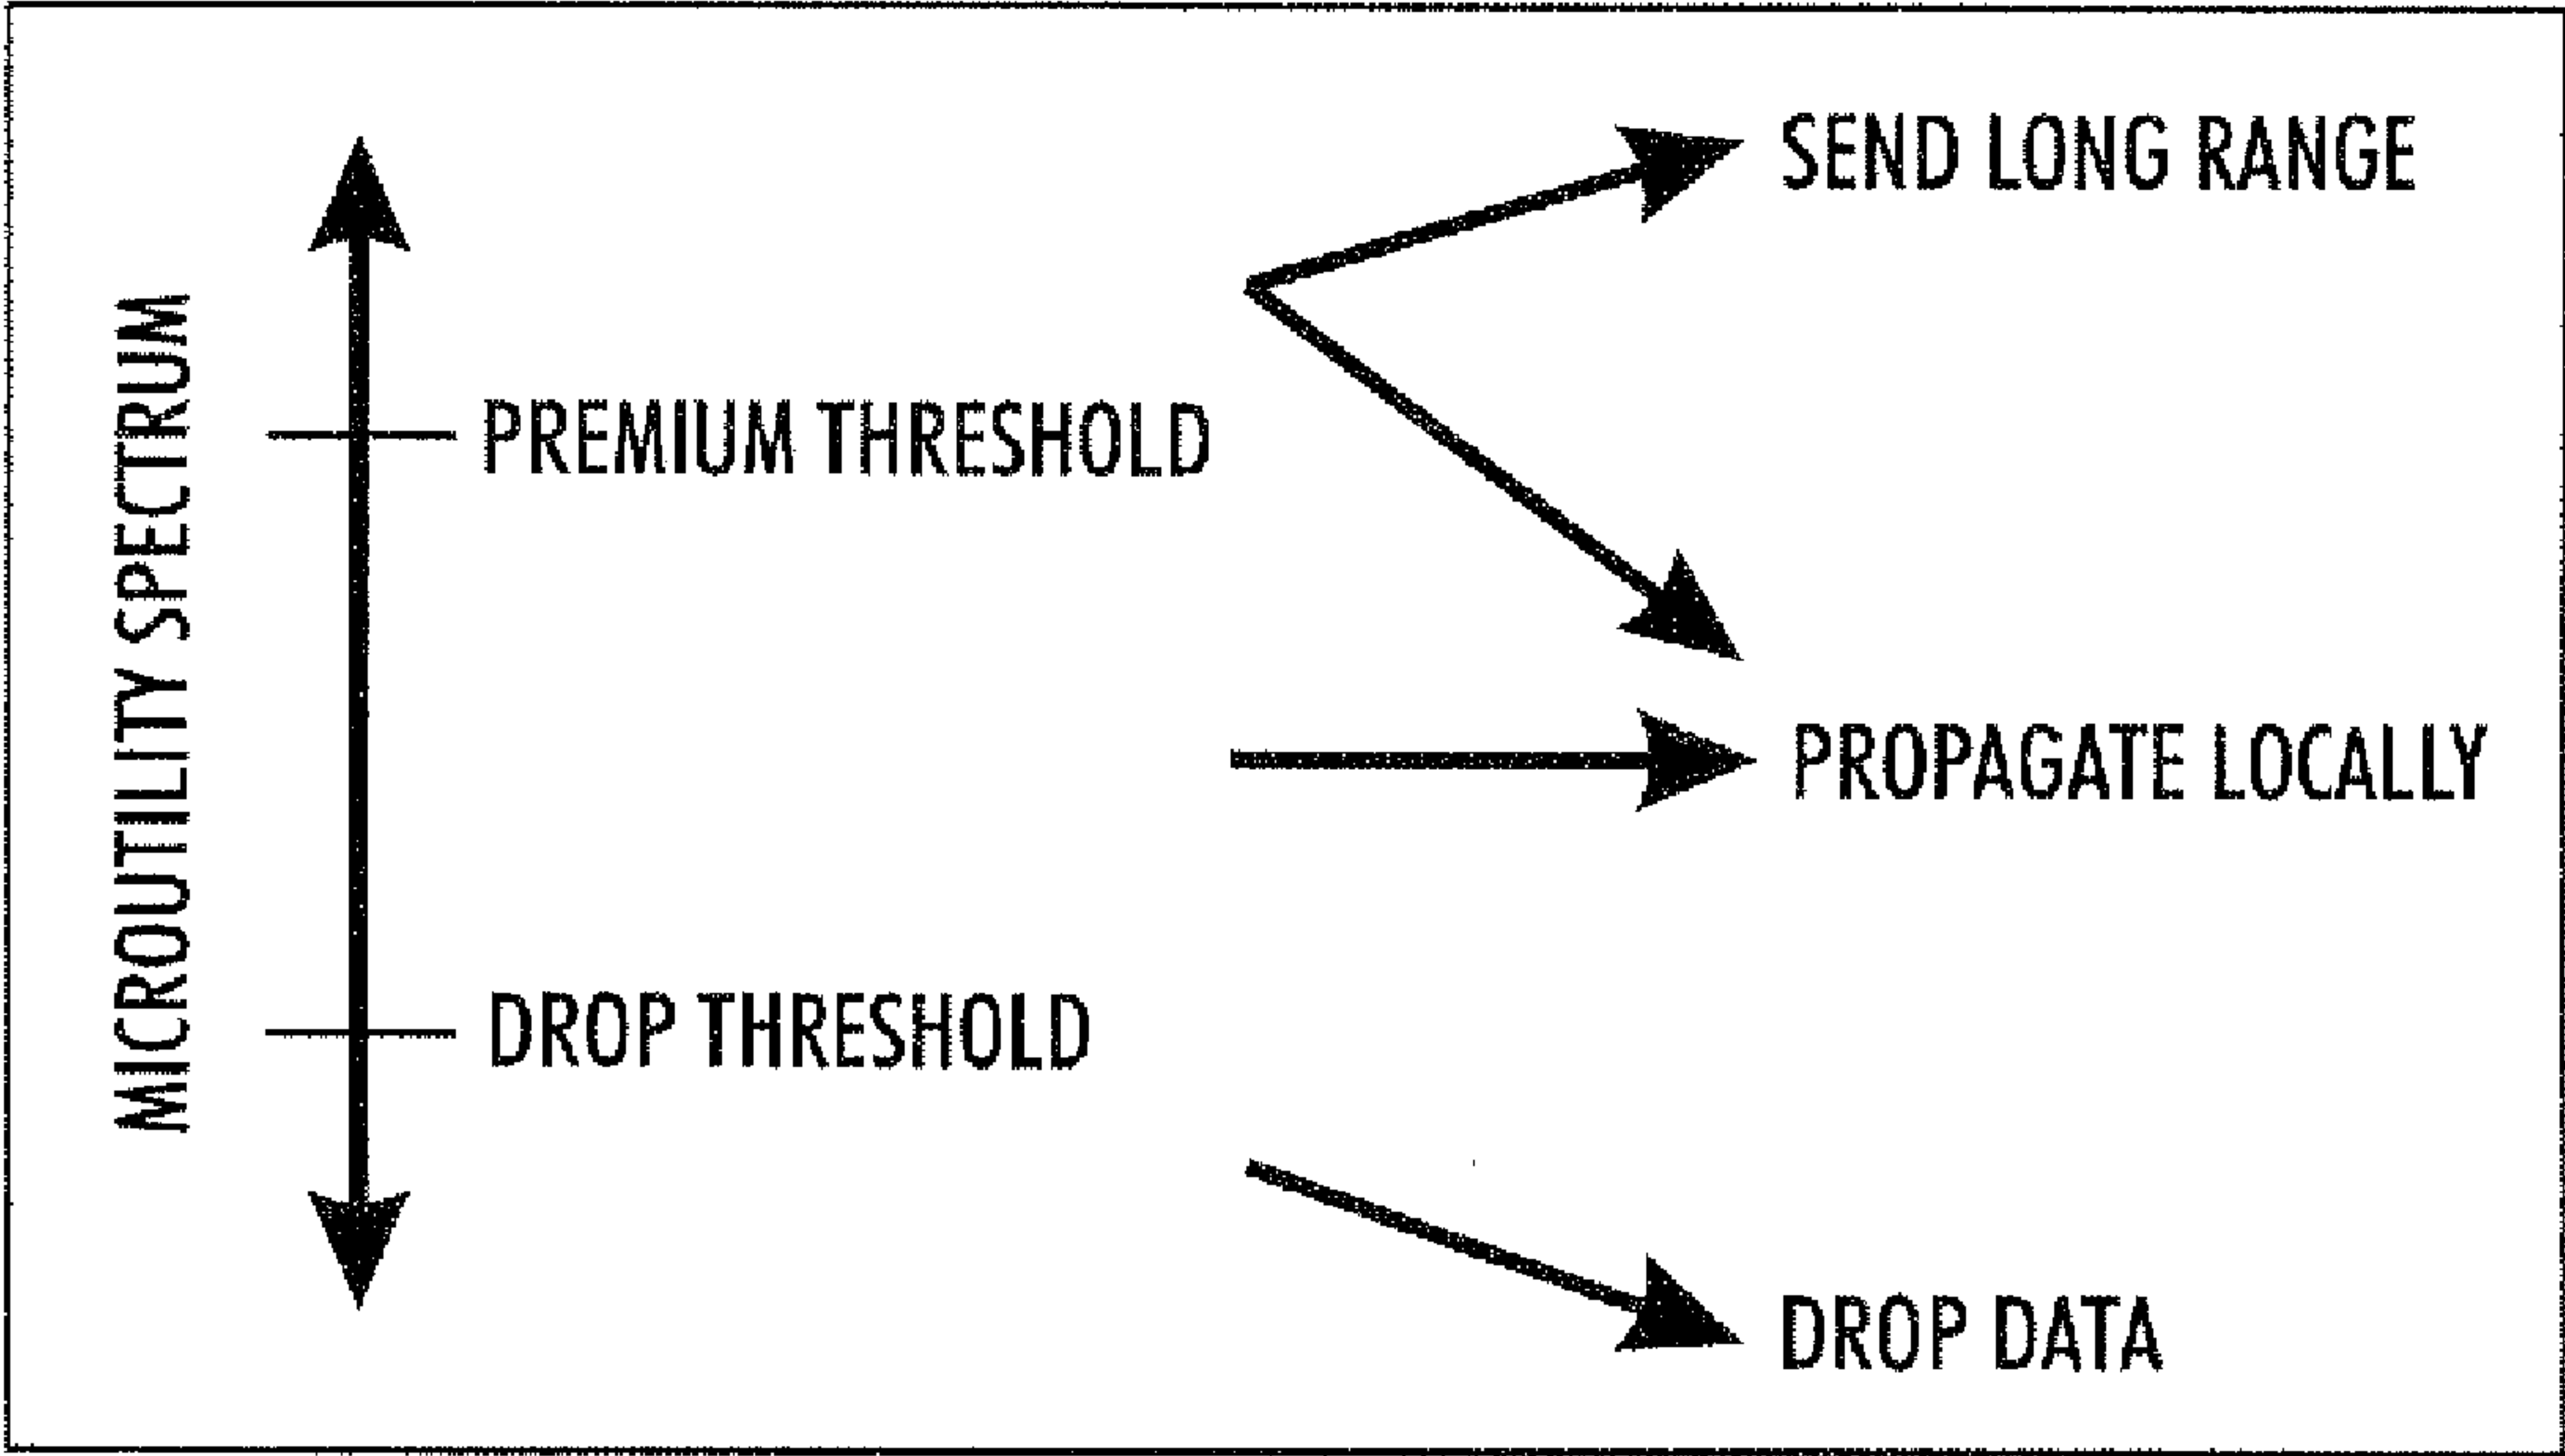 MICROUTILITY SPECTRUM
SEND LONG RANGE
PREMIUM THRESHOLD
PROPAGATE LOCALLY
DROP THRESHOLD
DROP DATA